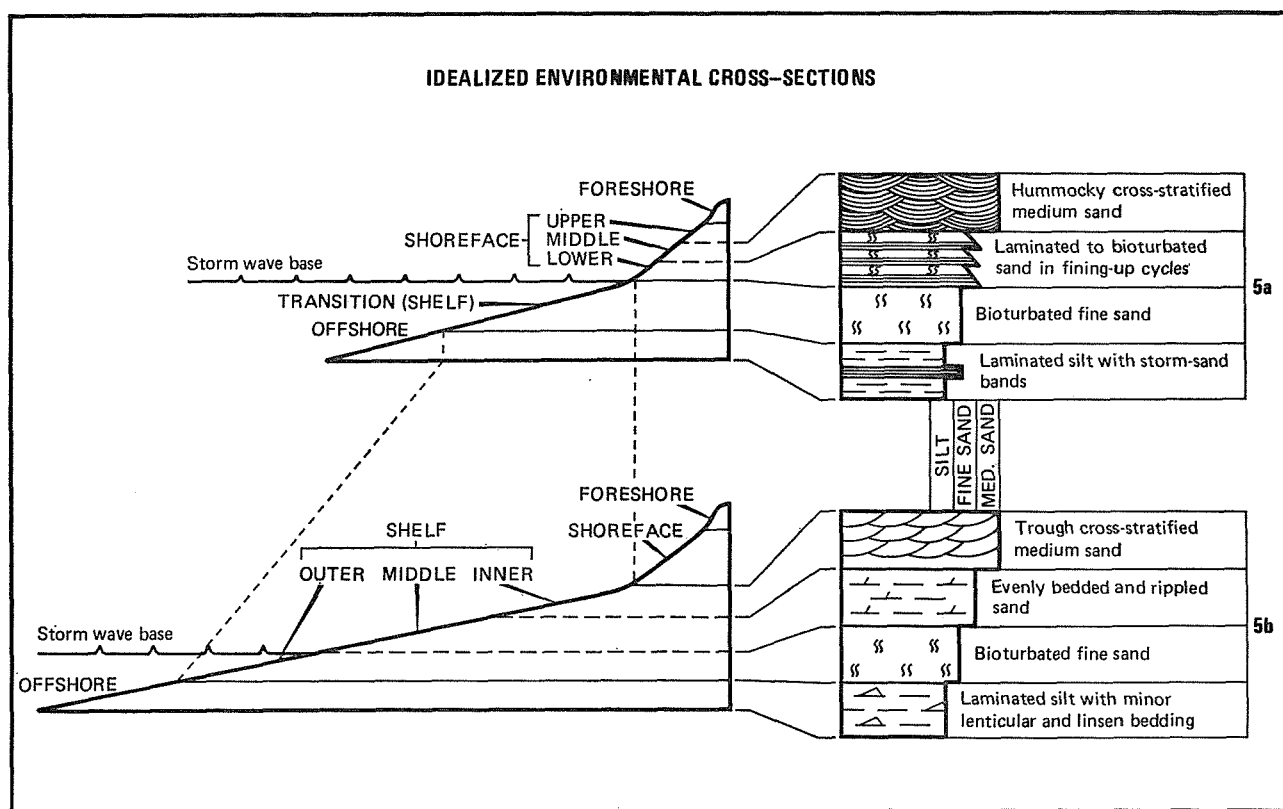 IDEALIZED ENVIRONMENTAL CROSS–SECTIONS
FORESHORE
UPPER
SHOREFACE
MIDDLE
LOWER
Storm wave base
TRANSITION (SHELF)
OFFSHORE
Hummocky cross-stratified
medium sand
Laminated to bioturbated
sand in fining-up cycles
Bioturbated fine sand
Laminated silt with storm-sand
bands
5a
SILT
FINE SAND
MED. SAND
FORESHORE
SHOREFACE
SHELF
OUTER MIDDLE INNER
Storm wave base
OFFSHORE
Trough cross-stratified
medium sand
Evenly bedded and rippled
sand
Bioturbated fine sand
Laminated silt with minor
lenticular and linsen bedding
5b